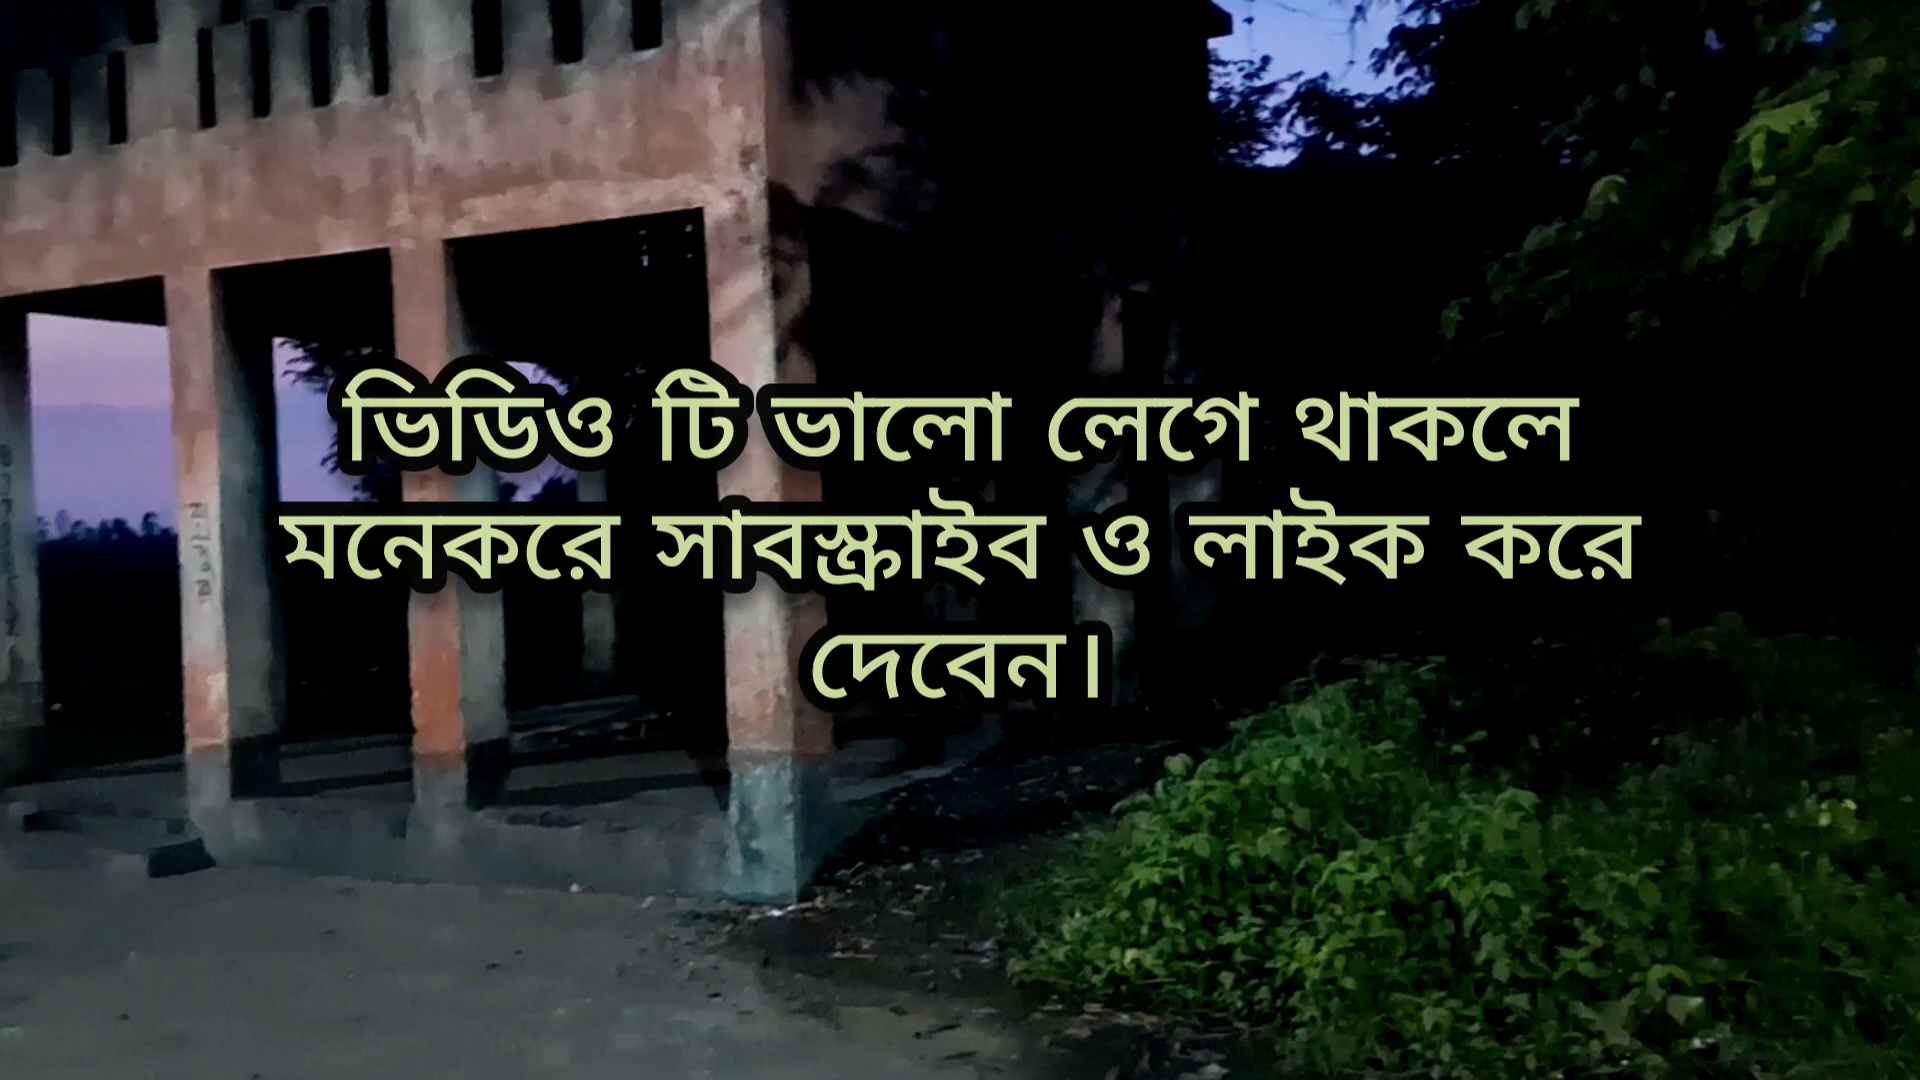 ভিডিও টি ভালো লেগে থাকলে
মনেকরে সাবস্ক্রাইব ও লাইক করে
দেবেন।